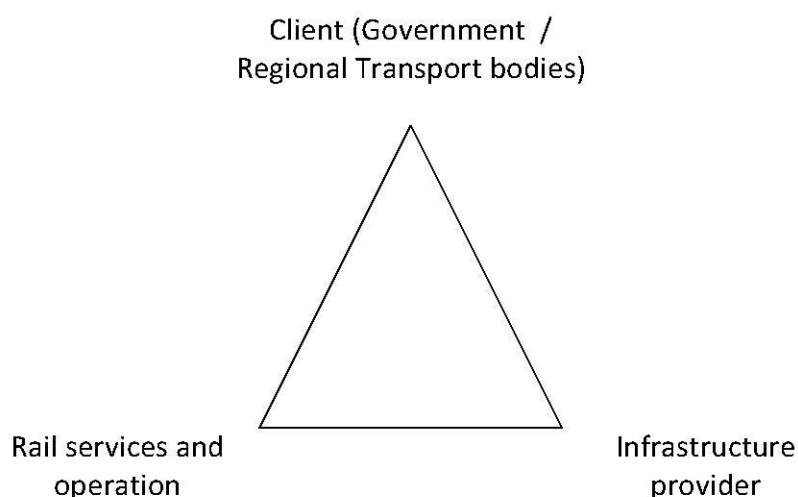 Client (Government /
Regional Transport bodies)
Rail services and
operation
Infrastructure
provider